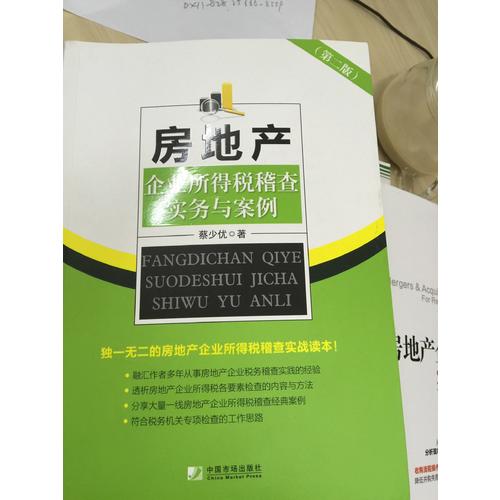 （第二版）
房地产
企业所得税稽查
实务与案例
蔡少优◎著
FANGDICHAN QIYE
SUODESHUI JICHA
SHIWU YU ANLI
独一无二的房地产企业所得税稽查实战读本！
融汇作者多年从事房地产企业税务稽查实践的经验
透析房地产企业所得税各要素检查的内容与方法
分享大量一线房地产企业所得税稽查经典案例
符合税务机关专项检查的工作思路
中国市场出版社
China Market Press
ergers & Acqui
For Re
房地产
分析